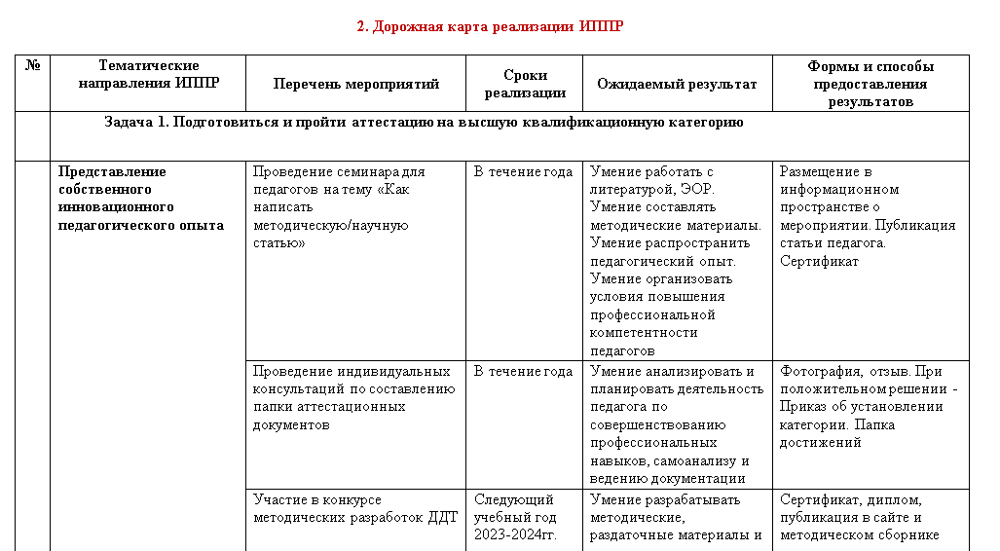 2. Дорожная карта реализации ИППР
№
Тематические
направления ИППР
Перечень мероприятий
Сроки
реализации
Ожидаемый результат
Формы и способы
предоставления
результатов
Задача 1. Подготовиться и пройти аттестацию на высшую квалификационную категорию
Представление
собственного
инновационного
педагогического опыта
Проведение семинара для
педагогов на тему «Как
написать
методическую/научную
статью»
В течение года
Умение работать с
литературой, ЭОР.
Умение составлять
методические материалы.
Умение распространить
педагогический опыт.
Умение организовать
условия повышения
профессиональной
компетентности
педагогов
Размещение в
информационном
пространстве о
мероприятии. Публикация
статьи педагога.
Сертификат
Проведение индивидуальных
консультаций по составлению
папки аттестационных
документов
В течение года
Умение анализировать и
планировать деятельность
педагога по
совершенствованию
профессиональных
навыков, самоанализу и
ведению документации
Фотография, отзыв. При
положительном решении -
Приказ об установлении
категории. Папка
достижений
Участие в конкурсе
методических разработок ДДТ
Следующий
учебный год
2023-2024гг.
Умение разрабатывать
методические,
раздаточные материалы и
Сертификат, диплом,
публикация в сайте и
методическом сборнике